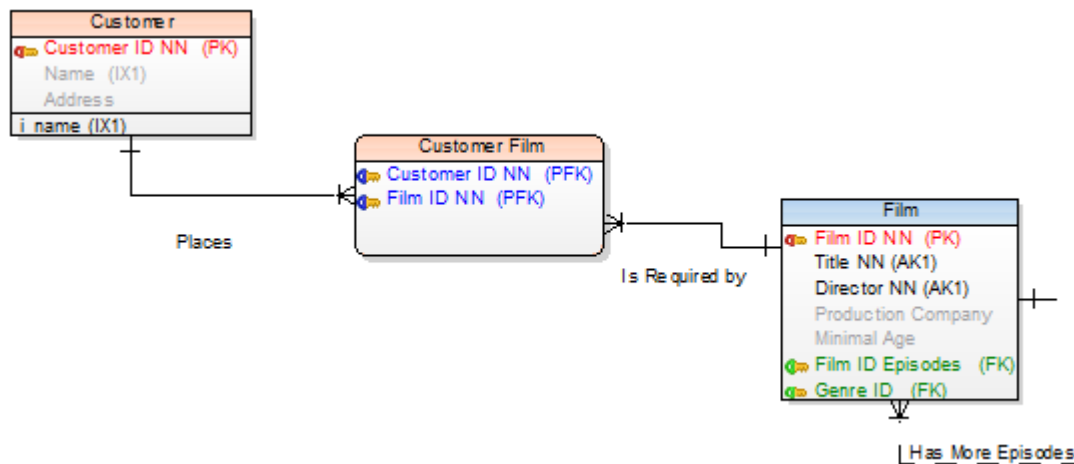 Customer
Customer ID NN (PK)
Name (IX1)
Address
i_name (IX1)
Customer Film
Customer ID NN (PFK)
Film ID NN (PFK)
Places
Is Required by
Film
Film ID NN (PK)
Title NN (AK1)
Director NN (AK1)
Production Company
Minimal Age
Film ID Episodes (FK)
Genre ID (FK)
Has More Episodes